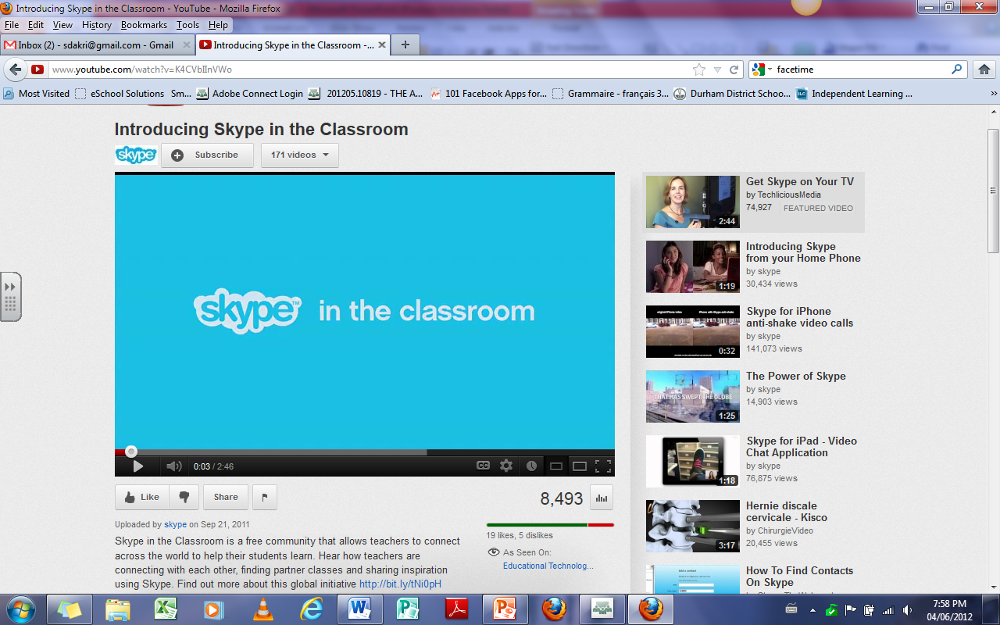 Introducing Skype in the Classroom - YouTube - Mozilla Firefox
File Edit View History Bookmarks Tools Help
Inbox (2) - sdakri@gmail.com - Gmail
Introducing Skype in the Classroom -...
www.youtube.com/watch?v=K4CVbIInVWo
facetime
Most Visited eSchool Solutions Sm... Adobe Connect Login 201205.10819 - THE A... 101 Facebook Apps for... Grammaire - français 3... Durham District Schoo... Independent Learning ...
Introducing Skype in the Classroom
skype Subscribe 171 videos
skype™ in the classroom
0:03 / 2:46
CC
Like Share 8,493
Uploaded by skype on Sep 21, 2011
19 likes, 5 dislikes
Skype in the Classroom is a free community that allows teachers to connect
across the world to help their students learn. Hear how teachers are
connecting with each other, finding partner classes and sharing inspiration
using Skype. Find out more about this global initiative http://bit.ly/tNi0pH
As Seen On:
Educational Technolog...
Get Skype on Your TV
by TechliciousMedia
74,927 FEATURED VIDEO
2:44
Introducing Skype
from your Home Phone
by skype
30,434 views
1:19
Skype for iPhone
anti-shake video calls
by skype
141,073 views
0:32
The Power of Skype
by skype
14,903 views
THAT HAS SWEPT THE GLOBE
1:25
Skype for iPad - Video
Chat Application
by skype
76,875 views
1:18
Hernie discale
cervicale - Kisco
by ChirurgieVideo
20,455 views
3:17
How To Find Contacts
On Skype
7:58 PM
04/06/2012